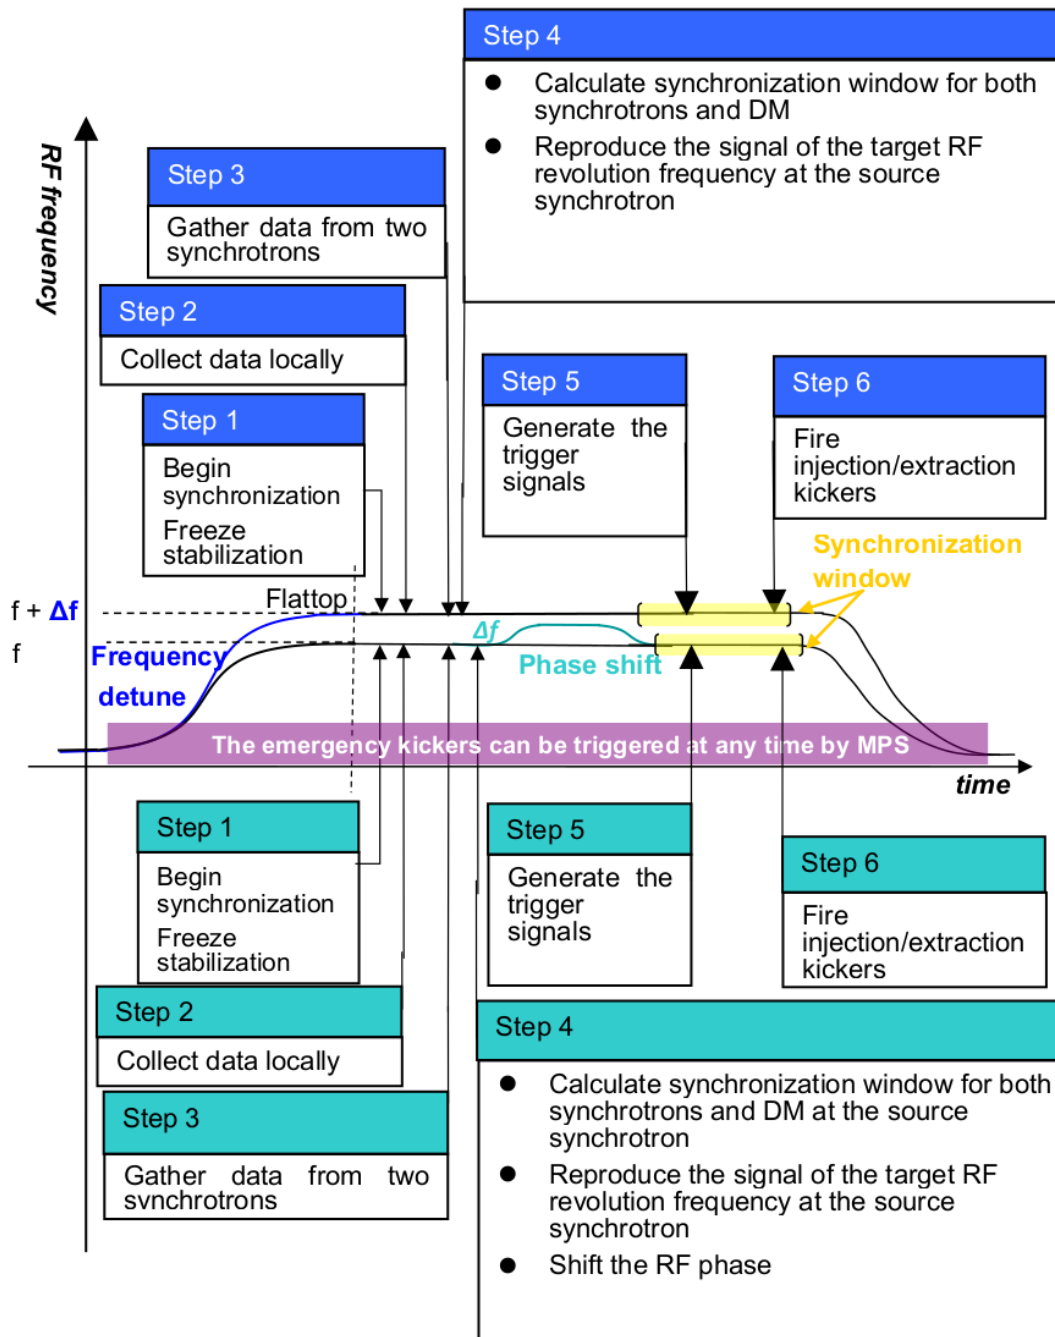 Step 4
● Calculate synchronization window for both
synchrotrons and DM
● Reproduce the signal of the target RF
revolution frequency at the source
synchrotron
RF frequency
Step 3
Gather data from two
synchrotrons
Step 2
Collect data locally
Step 1
Begin
synchronization
Freeze
stabilization
Step 5
Generate the
trigger
signals
Step 6
Fire
injection/extraction
kickers
Synchronization
window
Flattop
f + Δf
f
Δf
Phase shift
Frequency
detune
The emergency kickers can be triggered at any time by MPS
time
Step 1
Begin
synchronization
Freeze
stabilization
Step 2
Collect data locally
Step 3
Gather data from two
synchrotrons
Step 5
Generate the
trigger
signals
Step 6
Fire
injection/extraction
kickers
Step 4
● Calculate synchronization window for both
synchrotrons and DM at the source
synchrotron
● Reproduce the signal of the target RF
revolution frequency at the source
synchrotron
● Shift the RF phase